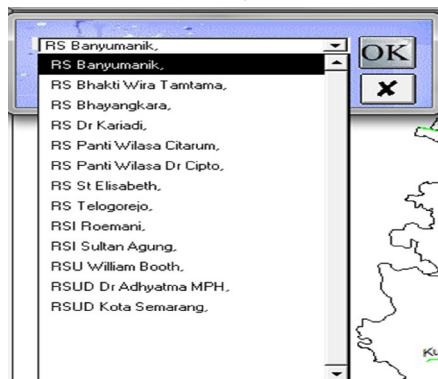 RS Banyumanik,
OK
RS Banyumanik,
RS Bhakti Wira Tamtama,
RS Bhayangkara,
RS Dr Kariadi,
RS Panti Wilasa Citarum,
RS Panti Wilasa Dr Cipto,
RS St Elisabeth,
RS Telogorejo,
RSI Roemani,
RSI Sultan Agung,
RSU William Booth,
RSUD Dr Adhyatma MPH,
RSUD Kota Semarang,
Ku